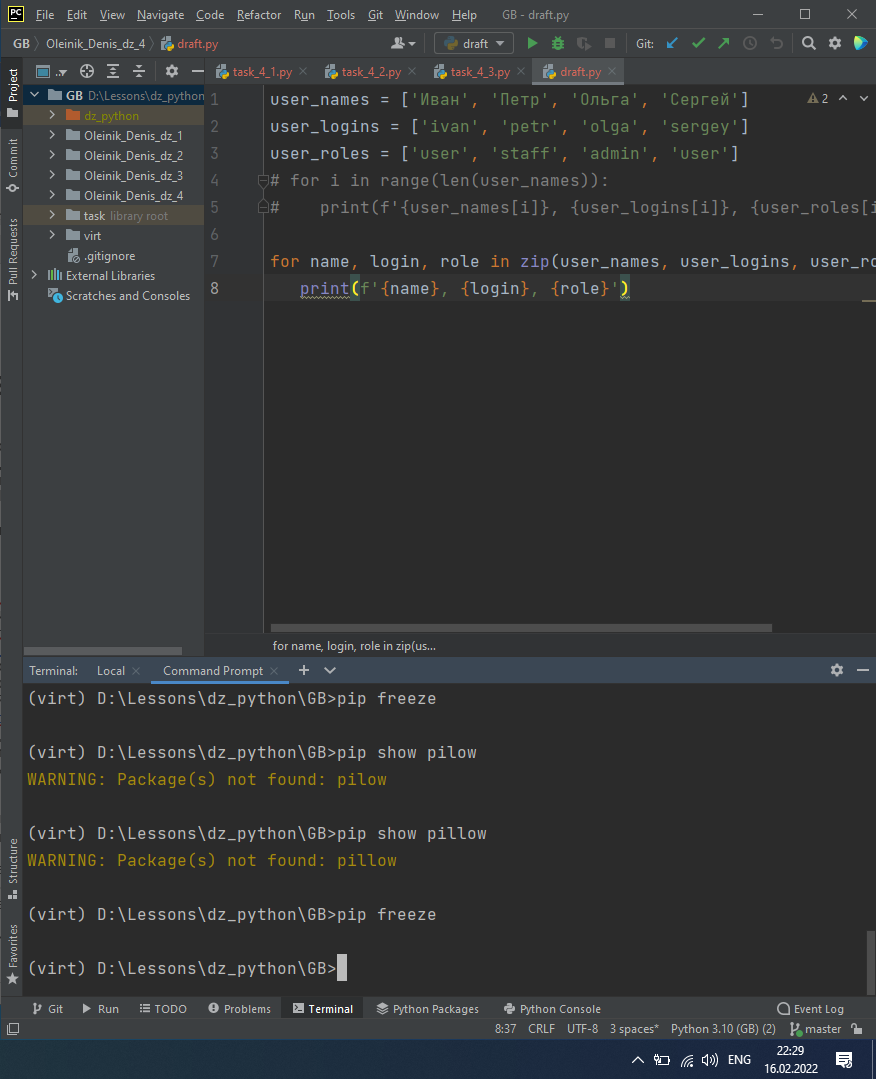 PC File Edit View Navigate Code Refactor Run Tools Git Window Help GB - draft.py
GB Oleinik_Denis_dz_4 draft.py draft Git:
Project
Commit
Pull Requests
Structure
Favorites
task_4_1.py task_4_2.py task_4_3.py draft.py
GB D:\Lessons\dz_python
dz_python
Oleinik_Denis_dz_1
Oleinik_Denis_dz_2
Oleinik_Denis_dz_3
Oleinik_Denis_dz_4
task library root
virt
.gitignore
External Libraries
Scratches and Consoles
2
1 user_names = ['Иван', 'Петр', 'Ольга', 'Сергей']
2 user_logins = ['ivan', 'petr', 'olga', 'sergey']
3 user_roles = ['user', 'staff', 'admin', 'user']
4 # for i in range(len(user_names)):
5 #    print(f'{user_names[i]}, {user_logins[i]}, {user_roles[i
6
7 for name, login, role in zip(user_names, user_logins, user_ro
8    print(f'{name}, {login}, {role}')
for name, login, role in zip(us...
Terminal: Local Command Prompt
(virt) D:\Lessons\dz_python\GB>pip freeze
(virt) D:\Lessons\dz_python\GB>pip show pilow
WARNING: Package(s) not found: pilow
(virt) D:\Lessons\dz_python\GB>pip show pillow
WARNING: Package(s) not found: pillow
(virt) D:\Lessons\dz_python\GB>pip freeze
(virt) D:\Lessons\dz_python\GB>
Git Run TODO Problems Terminal Python Packages Python Console Event Log
8:37 CRLF UTF-8 3 spaces* Python 3.10 (GB) (2) master
ENG 22:29
16.02.2022